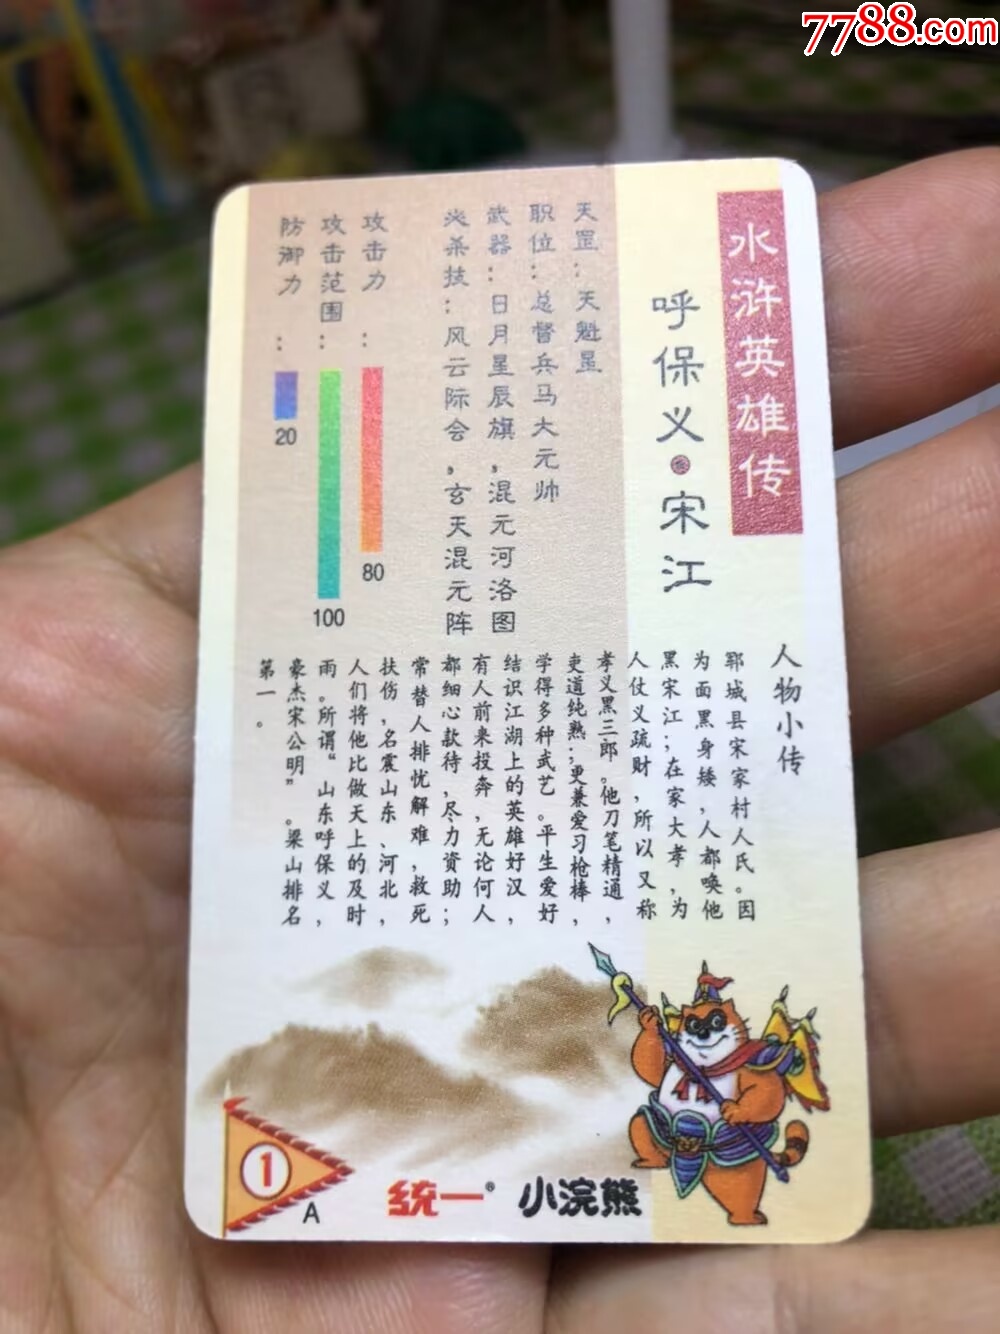 7788.com
水浒英雄传
呼保义·宋江
天罡：天魁星
职位：总督兵马大元帅
武器：日月星辰旗，混元河洛图
必杀技：风云际会，玄天混元阵
攻击力：
80
攻击范围：
100
防御力：
20
人物小传
郓城县宋家村人氏。因
为面黑身矮，人都唤他
黑宋江；在家大孝，为
人仗义疏财，所以又称
孝义黑三郎。他刀笔精通，
吏道纯熟；更兼爱习枪棒，
学得多种武艺。平生爱好
结识江湖上的英雄好汉，
有人前来投奔，无论何人
都细心款待，尽力资助；
常替人排忧解难，救死
扶伤，名震山东、河北，
人们将他比做天上的及时
雨。所谓“山东呼保义，
豪杰宋公明”。梁山排名
第一。
1
A
统一® 小浣熊